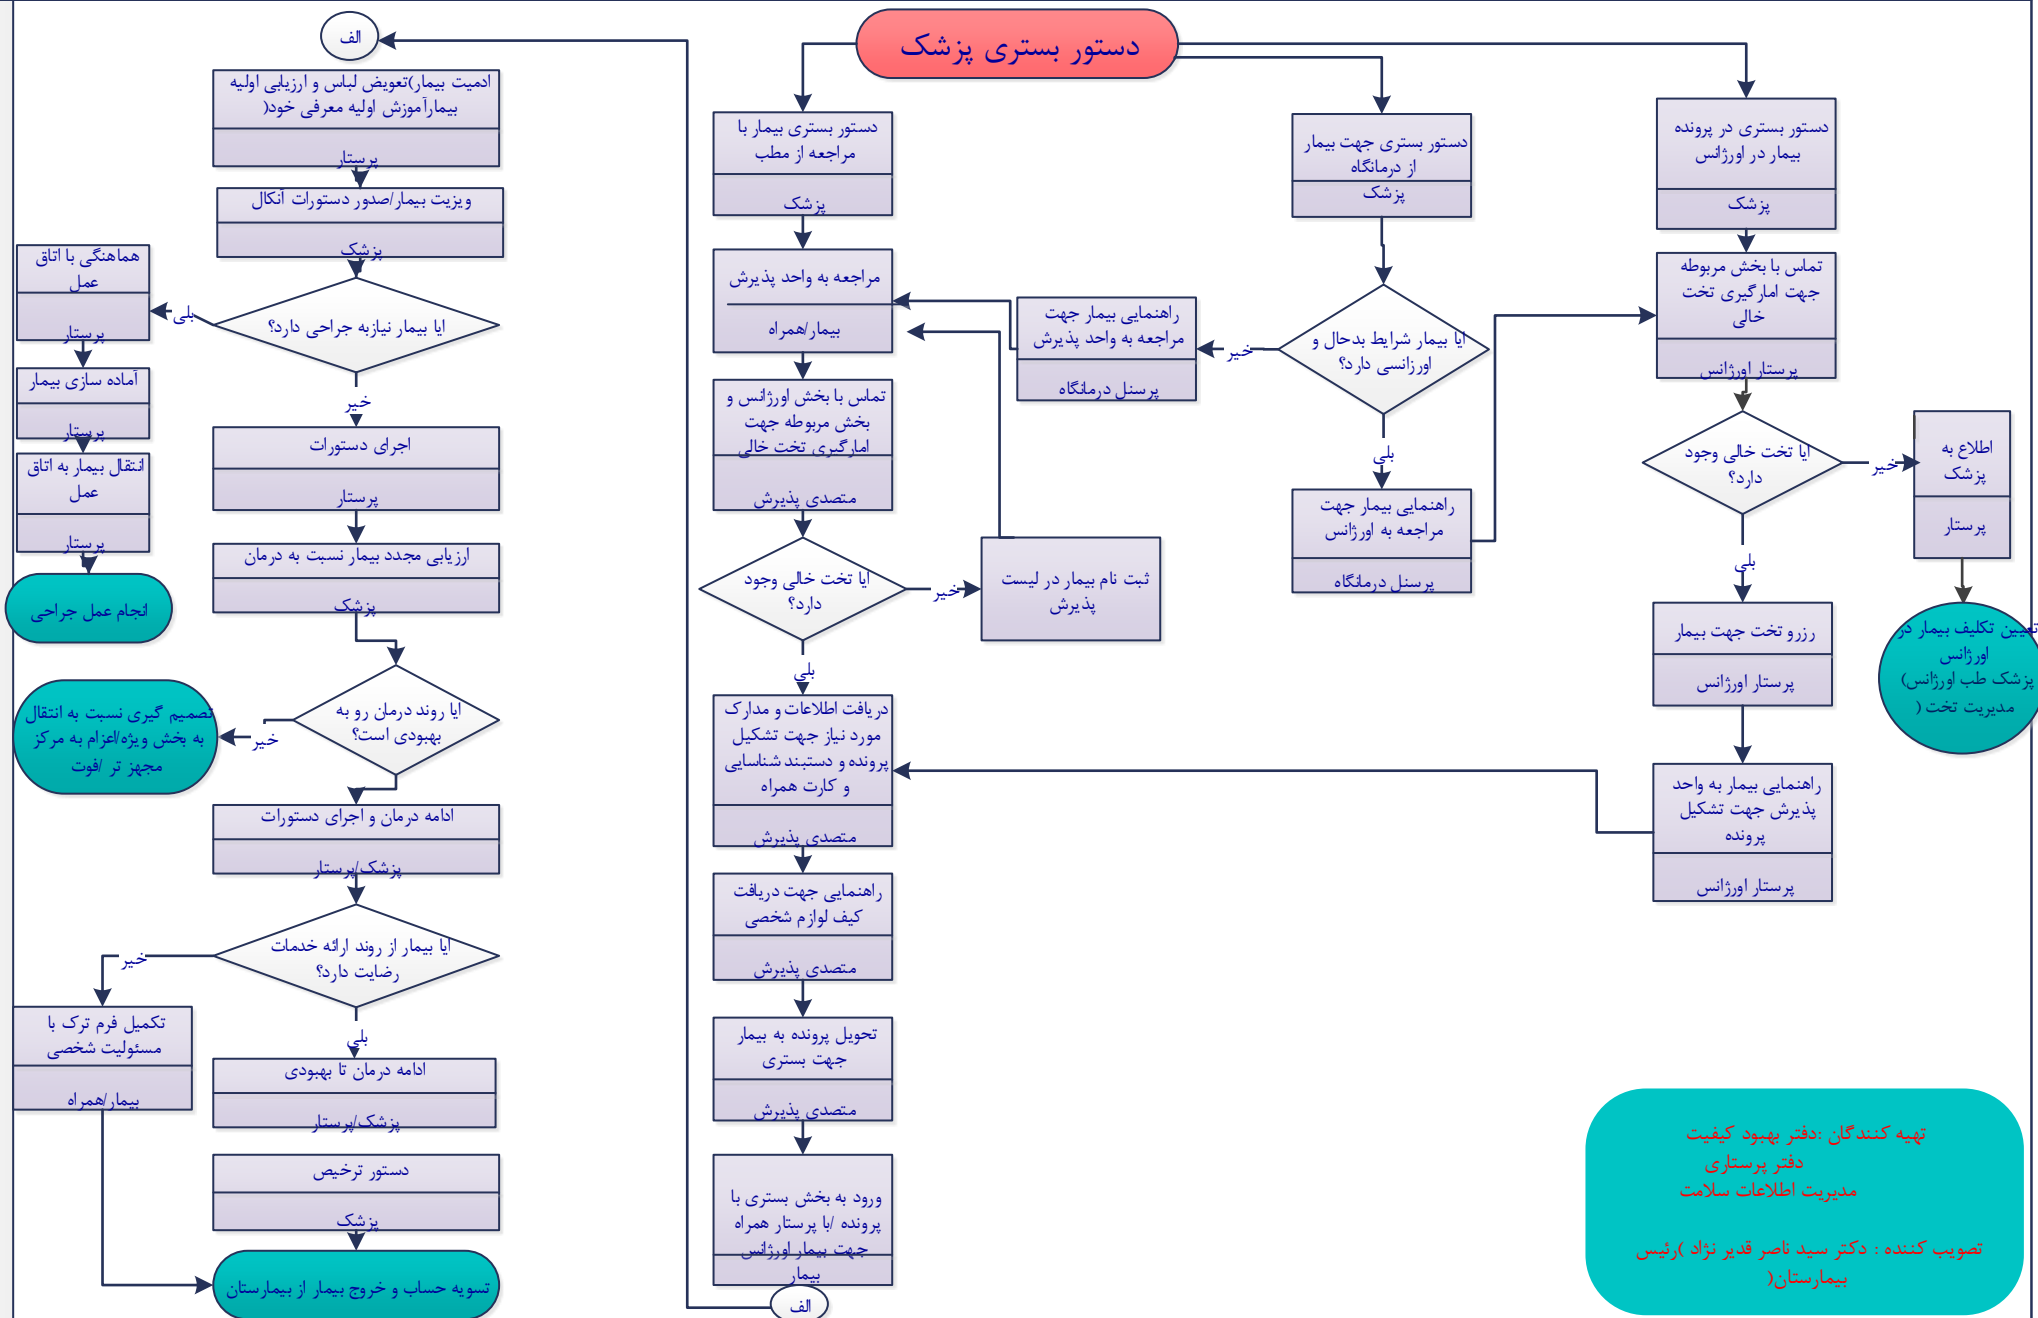 دستور بستری پزشک
دستور بستری در پرونده
بیمار در اورژانس
پزشک
تماس با بخش مربوطه
جهت امارگیری تخت
خالی
پرستار اورژانس
ایا تخت خالی وجود
دارد؟
خیر
اطلاع به
پزشک
پرستار
تعیین تکلیف بیمار در
اورژانس
پزشک طب اورژانس)
مدیریت تخت (
بلی
رزرو تخت جهت بیمار
پرستار اورژانس
راهنمایی بیمار به واحد
پذیرش جهت تشکیل
پرونده
پرستار اورژانس
دستور بستری جهت بیمار
از درمانگاه
پزشک
ایا بیمار شرایط بدحال و
اورژانسی دارد؟
خیر
راهنمایی بیمار جهت
مراجعه به واحد پذیرش
پرسنل درمانگاه
بلی
راهنمایی بیمار جهت
مراجعه به اورژانس
پرسنل درمانگاه
دستور بستری بیمار با
مراجعه از مطب
پزشک
مراجعه به واحد پذیرش
بیمار/همراه
تماس با بخش اورژانس و
بخش مربوطه جهت
امارگیری تخت خالی
متصدی پذیرش
ایا تخت خالی وجود
دارد؟
خیر
ثبت نام بیمار در لیست
پذیرش
بلی
دریافت اطلاعات و مدارک
مورد نیاز جهت تشکیل
پرونده و دستبند شناسایی
و کارت همراه
متصدی پذیرش
راهنمایی جهت دریافت
کیف لوازم شخصی
متصدی پذیرش
تحویل پرونده به بیمار
جهت بستری
متصدی پذیرش
ورود به بخش بستری با
پرونده /با پرستار همراه
جهت بیمار اورژانس
بیمار
الف
الف
ادمیت بیمار)تعویض لباس و ارزیابی اولیه
بیمارآموزش اولیه معرفی خود(
پرستار
ویزیت بیمار/صدور دستورات آنکال
پزشک
ایا بیمار نیازبه جراحی دارد؟
بلی
هماهنگی با اتاق
عمل
پرستار
آماده سازی بیمار
پرستار
انتقال بیمار به اتاق
عمل
پرستار
انجام عمل جراحی
خیر
اجرای دستورات
پرستار
ارزیابی مجدد بیمار نسبت به درمان
پزشک
ایا روند درمان رو به
بهبودی است؟
خیر
تصمیم گیری نسبت به انتقال
به بخش ویژه/اعزام به مرکز
مجهز تر /فوت
ادامه درمان و اجرای دستورات
پزشک/پرستار
ایا بیمار از روند ارائه خدمات
رضایت دارد؟
خیر
تکمیل فرم ترک با
مسئولیت شخصی
بیمار/همراه
بلی
ادامه درمان تا بهبودی
پزشک/پرستار
دستور ترخیص
پزشک
تسویه حساب و خروج بیمار از بیمارستان
تهیه کنندگان :دفتر بهبود کیفیت
دفتر پرستاری
مدیریت اطلاعات سلامت
تصویب کننده : دکتر سید ناصر قدیر نژاد )رئیس
بیمارستان(